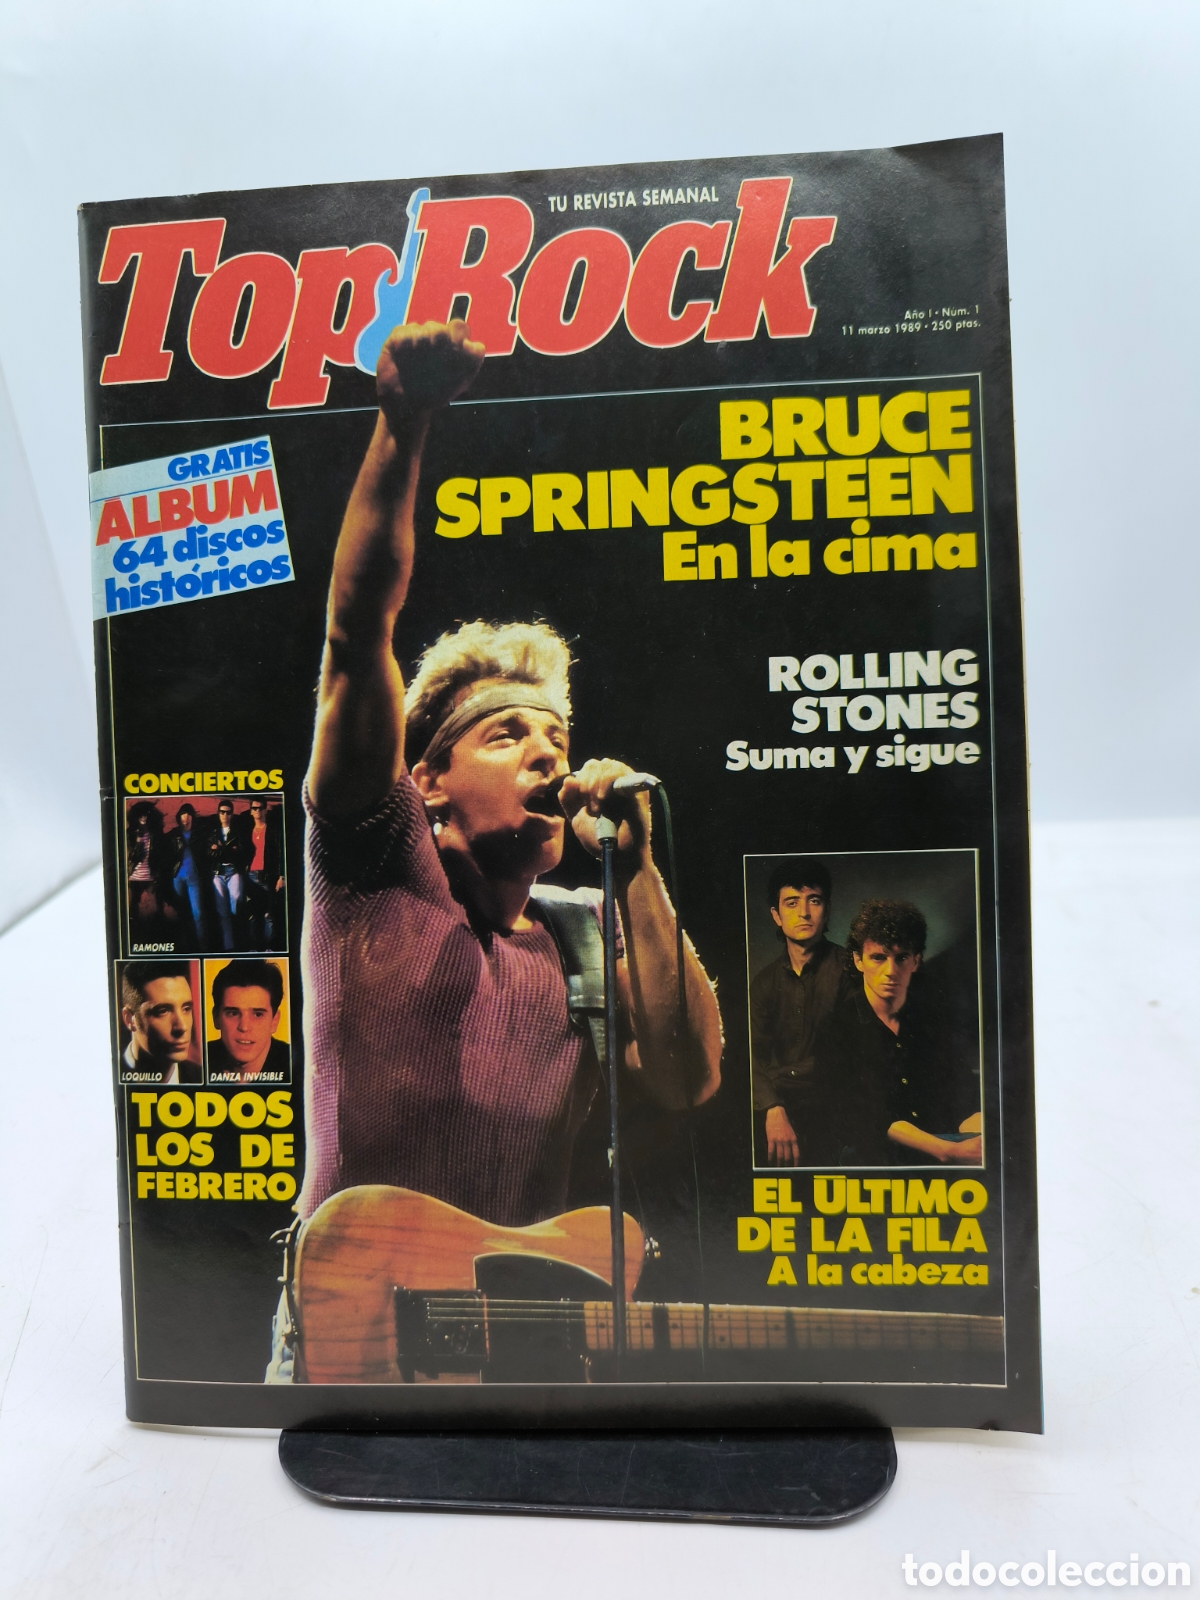 TU REVISTA SEMANAL
Top Rock
Año I • Núm. 1
11 marzo 1989 • 250 ptas.
BRUCE
SPRINGSTEEN
En la cima
GRATIS
ALBUM
64 discos
históricos
ROLLING
STONES
Suma y sigue
CONCIERTOS
RAMONES
LOQUILLO
DANZA INVISIBLE
TODOS
LOS DE
FEBRERO
EL ÚLTIMO
DE LA FILA
A la cabeza
todocoleccion